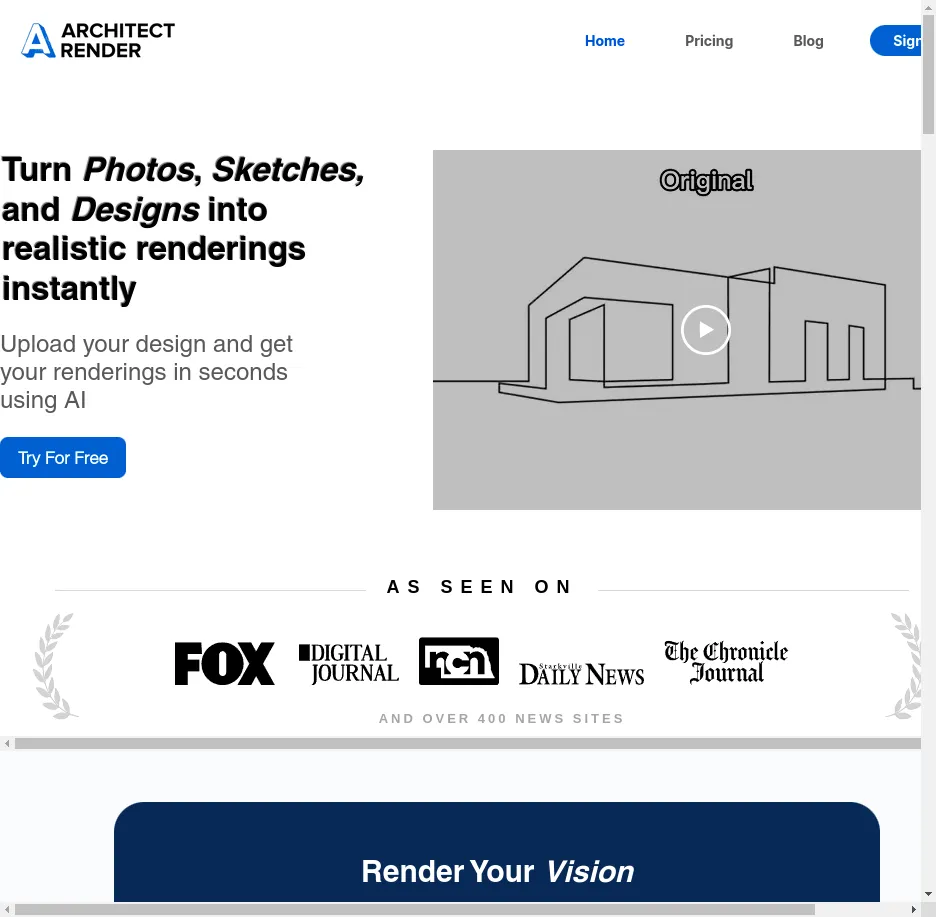 ARCHITECT
RENDER
Home
Pricing
Blog
Sign
Turn Photos, Sketches,
and Designs into
realistic renderings
instantly
Upload your design and get
your renderings in seconds
using AI
Try For Free
Original
AS SEEN ON
FOX
DIGITAL
JOURNAL
ncn
Starkville
DAILY NEWS
The Chronicle
Journal
AND OVER 400 NEWS SITES
Render Your Vision